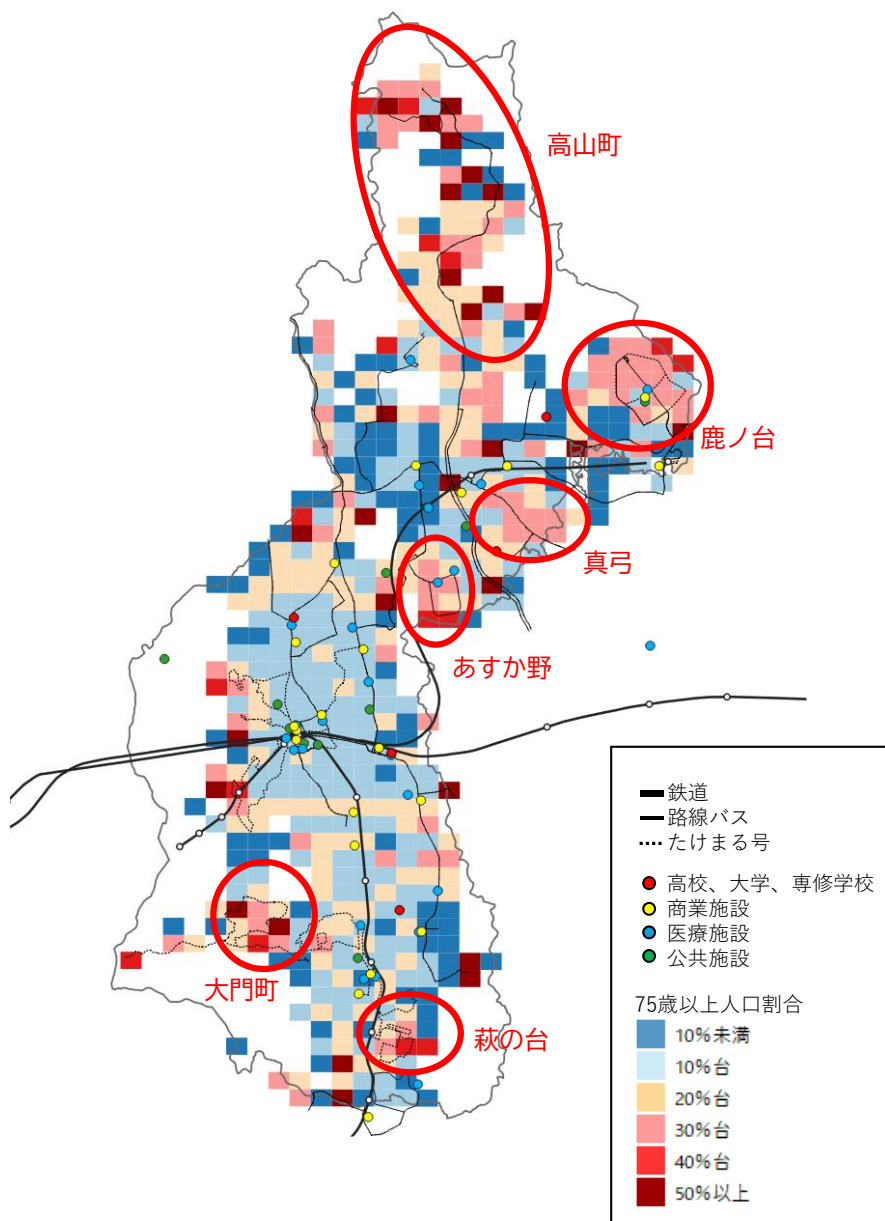 高山町
鹿ノ台
真弓
あすか野
大門町
萩の台
鉄道
路線バス
たけまる号
高校、大学、専修学校
商業施設
医療施設
公共施設
75歳以上人口割合
10%未満
10%台
20%台
30%台
40%台
50%以上